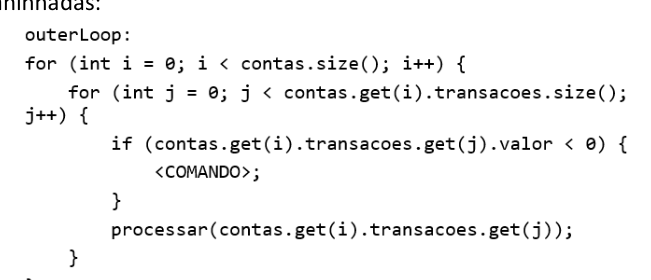 aninhadas:
outerLoop:
for (int i = 0; i < contas.size(); i++) {
for (int j = 0; j < contas.get(i).transacoes.size();
j++) {
if (contas.get(i).transacoes.get(j).valor < 0) {
<COMANDO>;
}
processar(contas.get(i).transacoes.get(j));
}